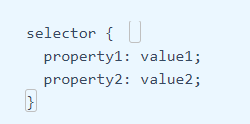 selector {
property1: value1;
property2: value2;
}